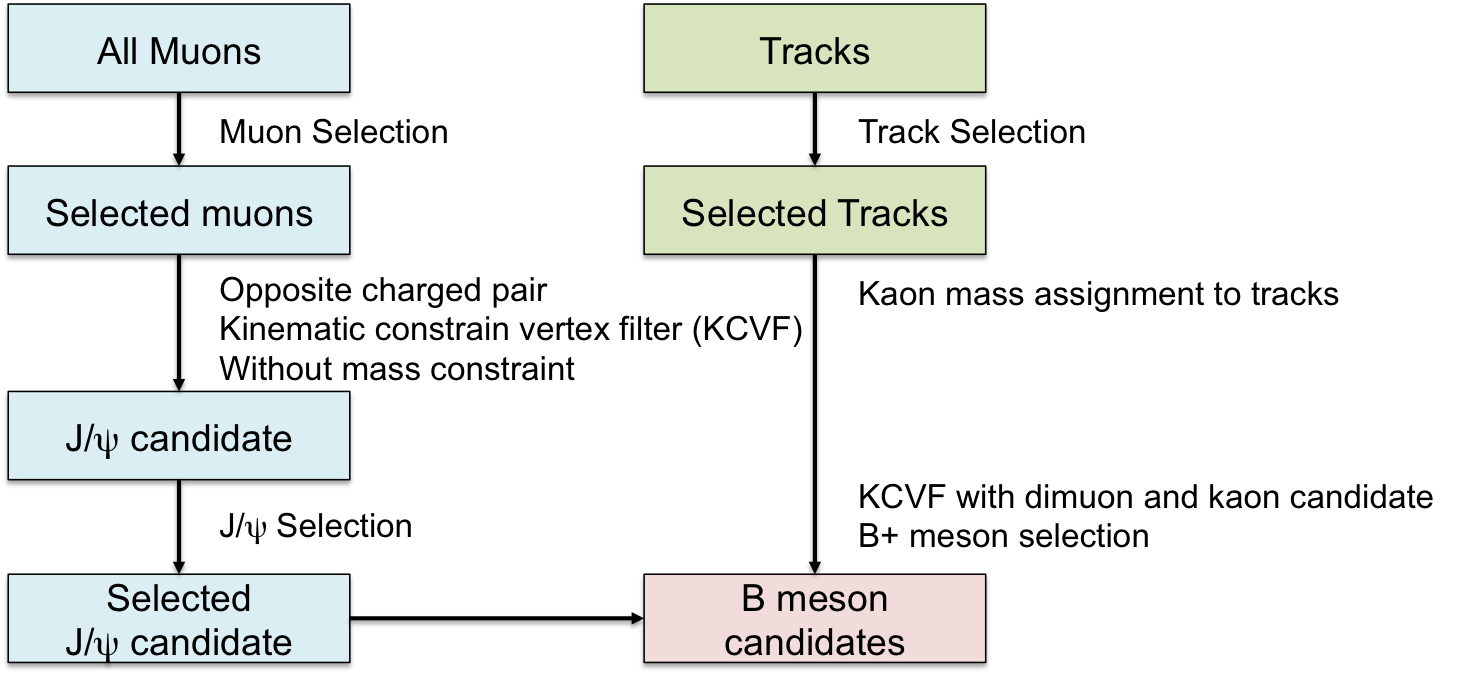 All Muons
Tracks
Muon Selection
Track Selection
Selected muons
Selected Tracks
Opposite charged pair
Kinematic constrain vertex filter (KCVF)
Without mass constraint
Kaon mass assignment to tracks
J/ψ candidate
J/ψ Selection
KCVF with dimuon and kaon candidate
B+ meson selection
Selected
J/ψ candidate
B meson
candidates